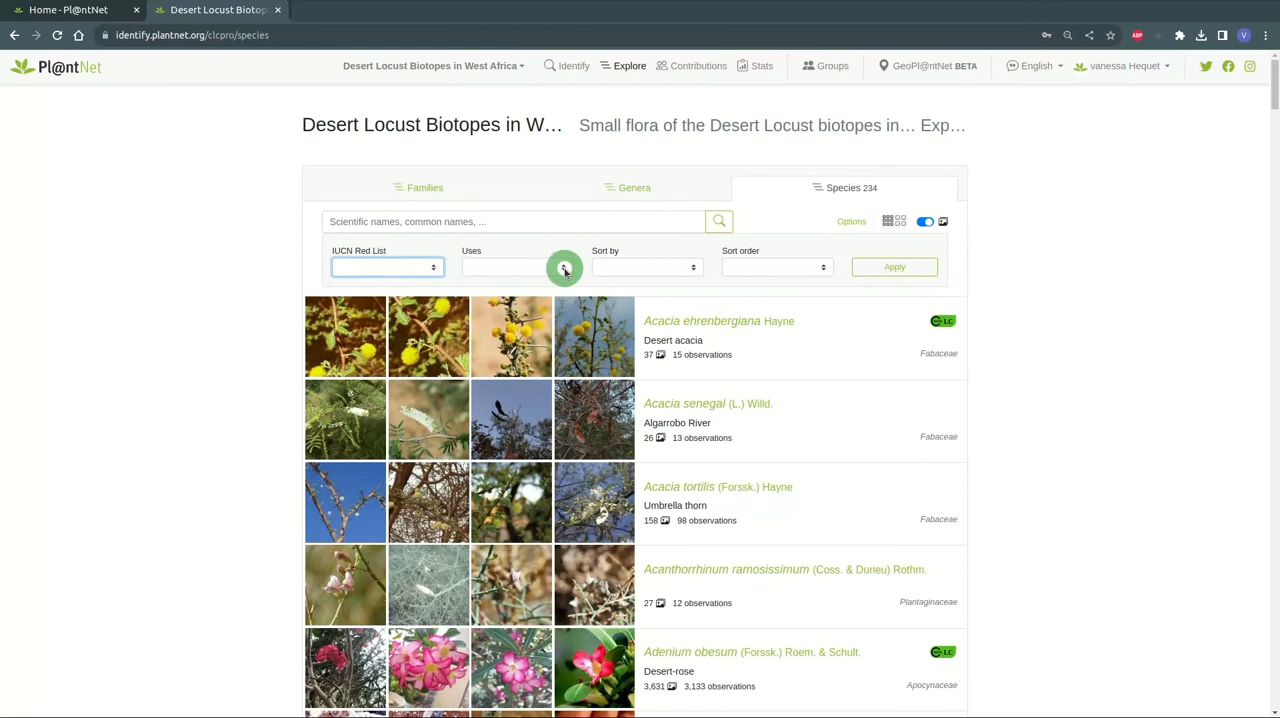 Home - Pl@ntNet
Desert Locust Biotop
identify.plantnet.org/clcpro/species
ABP
V
Pl@ntNet
Desert Locust Biotopes in West Africa
Identify
Explore
Contributions
Stats
Groups
GeoPl@ntNet BETA
English
vanessa Hequet
Desert Locust Biotopes in W…
Small flora of the Desert Locust biotopes in… Exp…
Families
Genera
Species 234
Scientific names, common names, ...
Options
IUCN Red List
Uses
Sort by
Sort order
Apply
Acacia ehrenbergiana Hayne
LC
Desert acacia
37 15 observations
Fabaceae
Acacia senegal (L.) Willd.
Algarrobo River
26 13 observations
Fabaceae
Acacia tortilis (Forssk.) Hayne
Umbrella thorn
158 98 observations
Fabaceae
Acanthorrhinum ramosissimum (Coss. & Durieu) Rothm.
27 12 observations
Plantaginaceae
Adenium obesum (Forssk.) Roem. & Schult.
LC
Desert-rose
3,631 3,133 observations
Apocynaceae